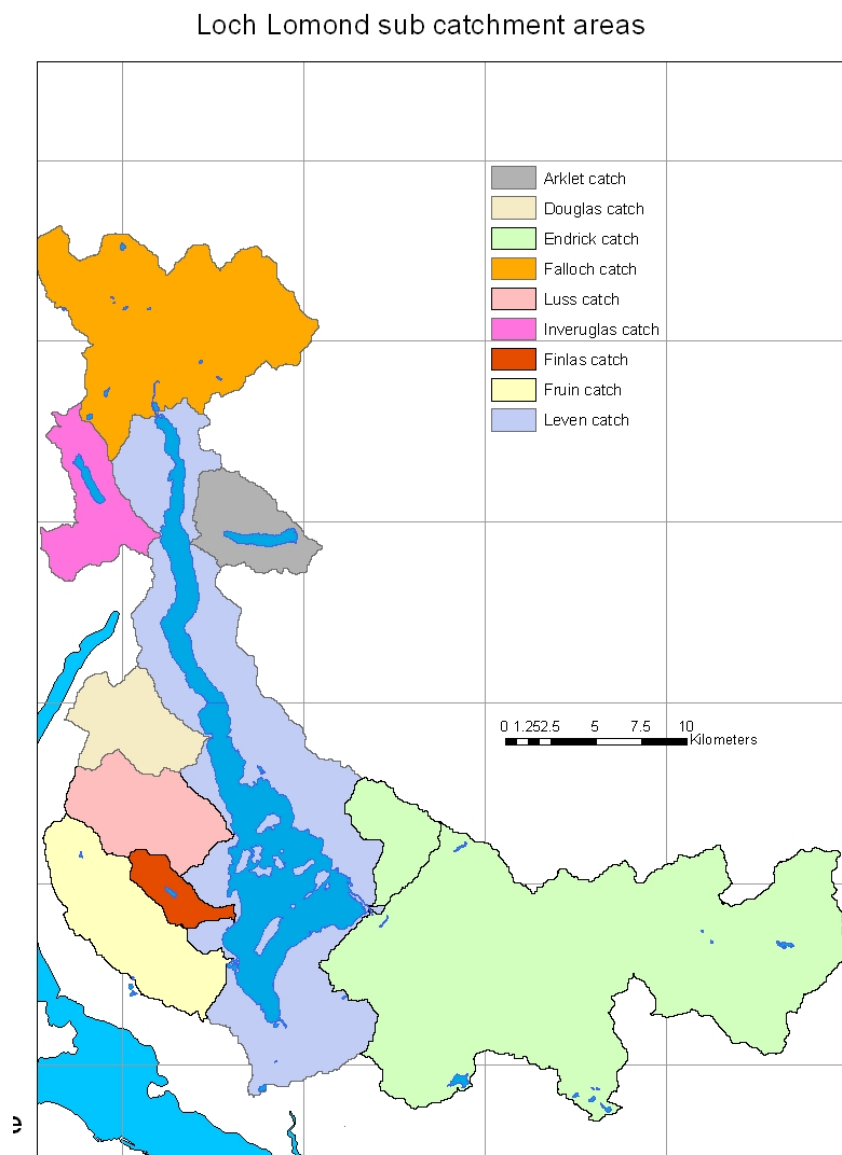 Loch Lomond sub catchment areas
Arklet catch
Douglas catch
Endrick catch
Falloch catch
Luss catch
Inveruglas catch
Finlas catch
Fruin catch
Leven catch
0 1.252.5 5 7.5 10
Kilometers
e